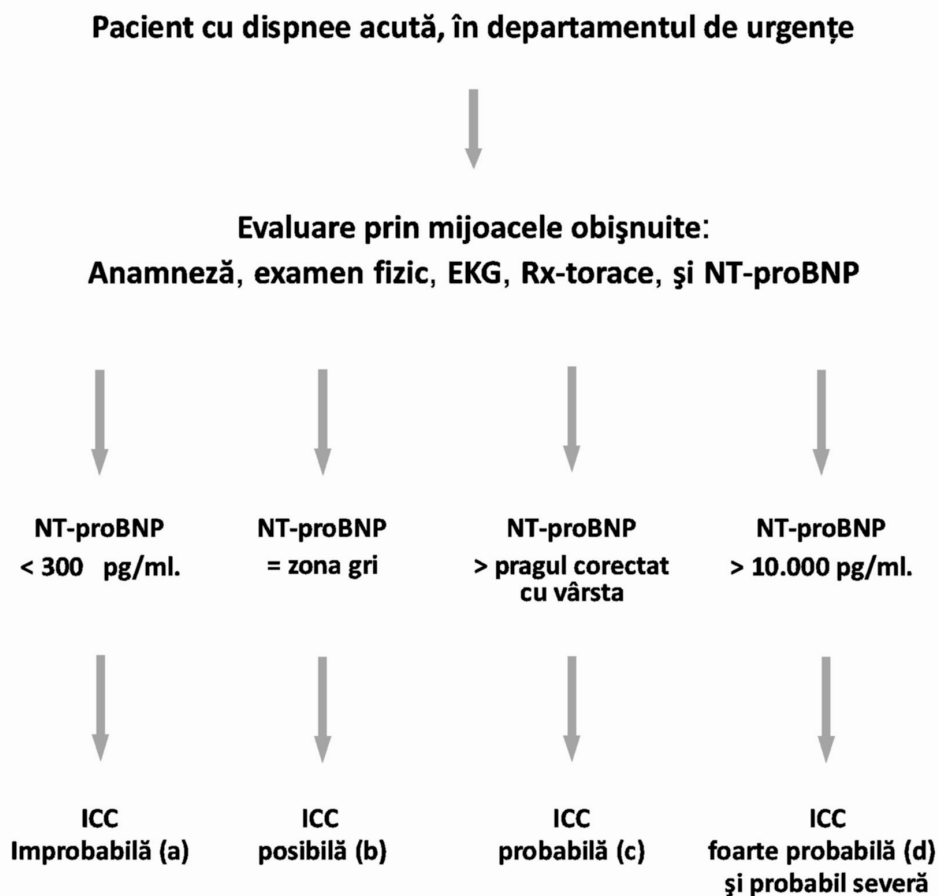 Pacient cu dispnee acută, în departamentul de urgențe
Evaluare prin mijoacele obişnuite:
Anamneză, examen fizic, EKG, Rx-torace, şi NT-proBNP
NT-proBNP
< 300 pg/ml.
NT-proBNP
= zona gri
NT-proBNP
> pragul corectat
cu vârsta
NT-proBNP
> 10.000 pg/ml.
ICC
Improbabilă (a)
ICC
posibilă (b)
ICC
probabilă (c)
ICC
foarte probabilă (d)
şi probabil severă